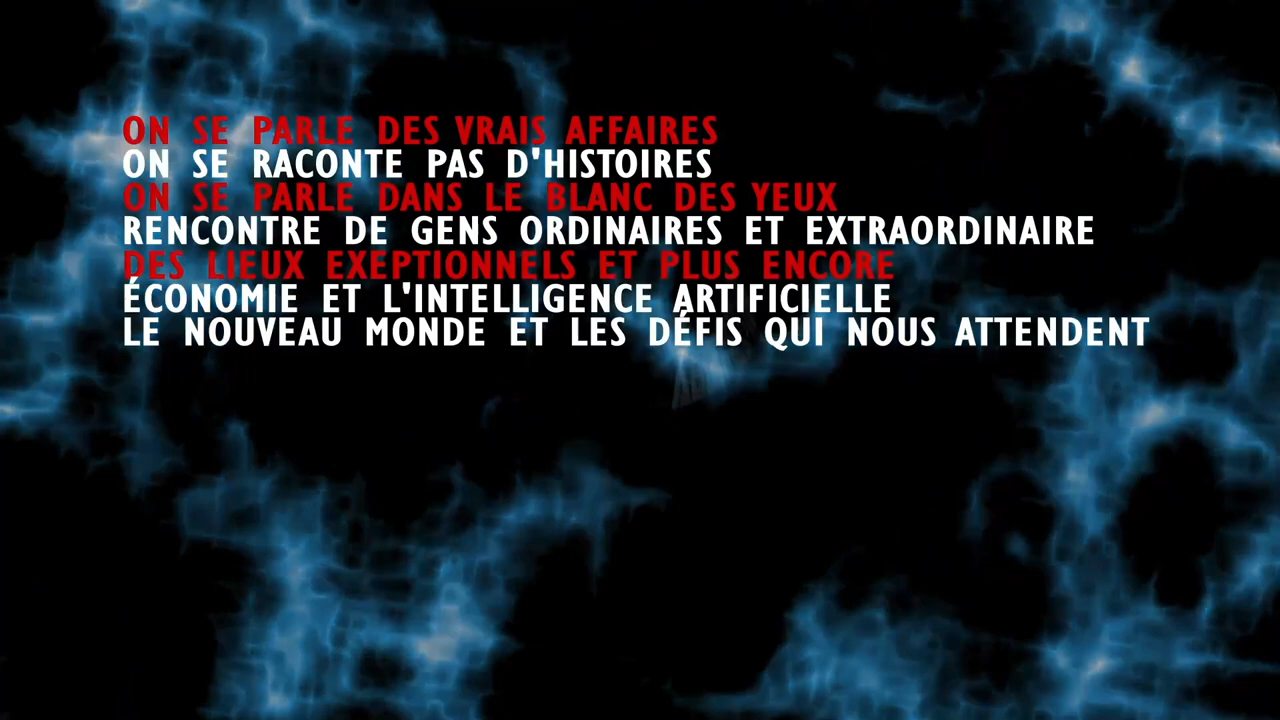 ON SE PARLE DES VRAIS AFFAIRES
ON SE RACONTE PAS D'HISTOIRES
ON SE PARLE DANS LE BLANC DES YEUX
RENCONTRE DE GENS ORDINAIRES ET EXTRAORDINAIRE
DES LIEUX EXEPTIONNELS ET PLUS ENCORE
ÉCONOMIE ET L'INTELLIGENCE ARTIFICIELLE
LE NOUVEAU MONDE ET LES DÉFIS QUI NOUS ATTENDENT